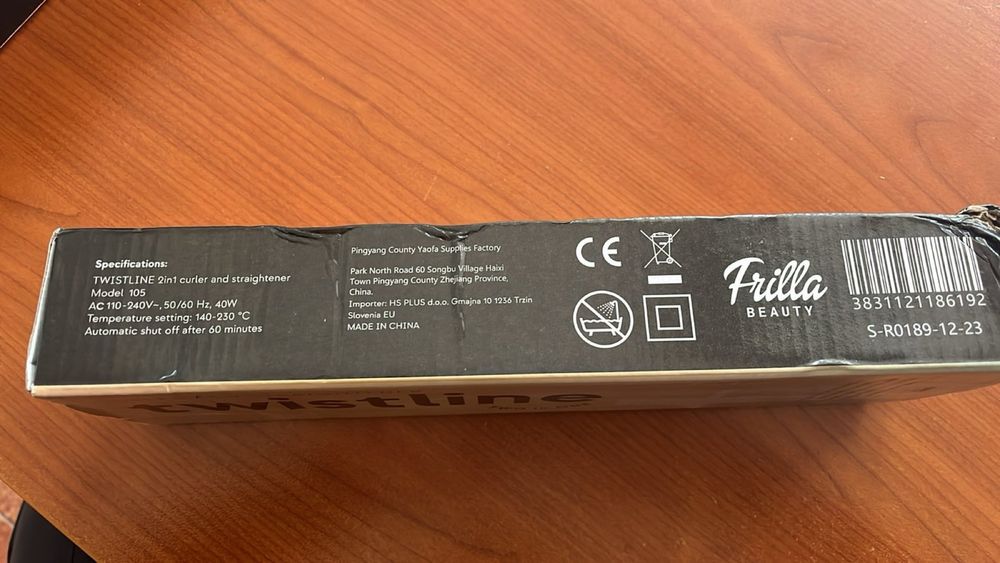 Specifications:
TWISTLINE 2in1 curler and straightener
Model 105
AC 110-240V~, 50/60 Hz, 40W
Temperature setting: 140-230 °C
Automatic shut off after 60 minutes
Pingyang County Yaofa Supplies Factory
Park North Road 60 Songbu Village Haixi
Town Pingyang County Zhejiang Province,
China.
Importer: HS PLUS d.o.o. Gmajna 10 1236 Trzin
Slovenia EU
MADE IN CHINA
CE
Frilla
BEAUTY
3831121186192
S-R0189-12-23
twistline